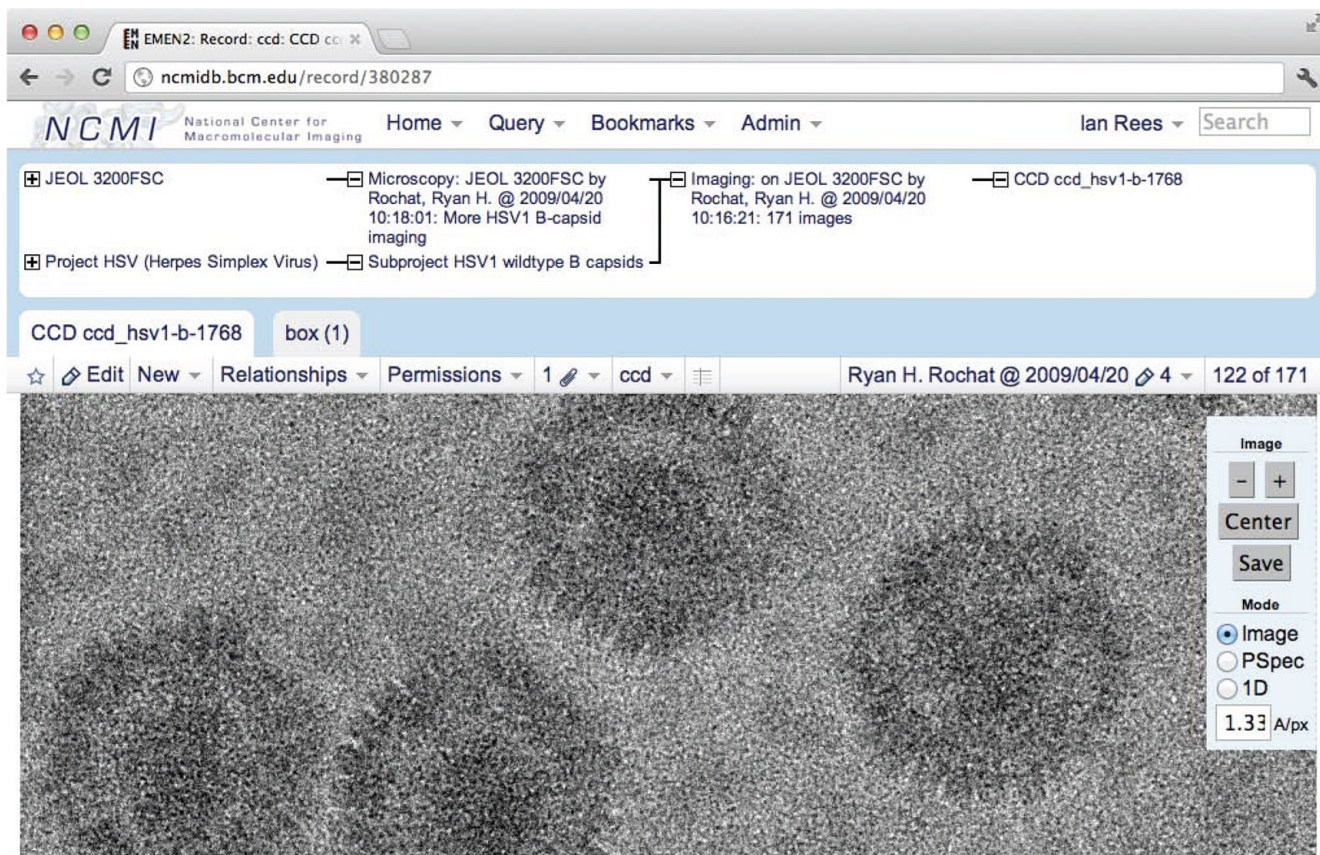 EMEN2: Record: ccd: CCD cc
ncmidb.bcm.edu/record/380287
NCMI National Center for
Macromolecular Imaging
Home Query Bookmarks Admin Ian Rees Search
JEOL 3200FSC
Microscopy: JEOL 3200FSC by
Rochat, Ryan H. @ 2009/04/20
10:18:01: More HSV1 B-capsid
imaging
Imaging: on JEOL 3200FSC by
Rochat, Ryan H. @ 2009/04/20
10:16:21: 171 images
CCD ccd_hsv1-b-1768
Project HSV (Herpes Simplex Virus)
Subproject HSV1 wildtype B capsids
CCD ccd_hsv1-b-1768 box (1)
Edit New Relationships Permissions 1 ccd Ryan H. Rochat @ 2009/04/20 4 122 of 171
Image
- +
Center
Save
Mode
Image
PSpec
1D
1.33 A/px